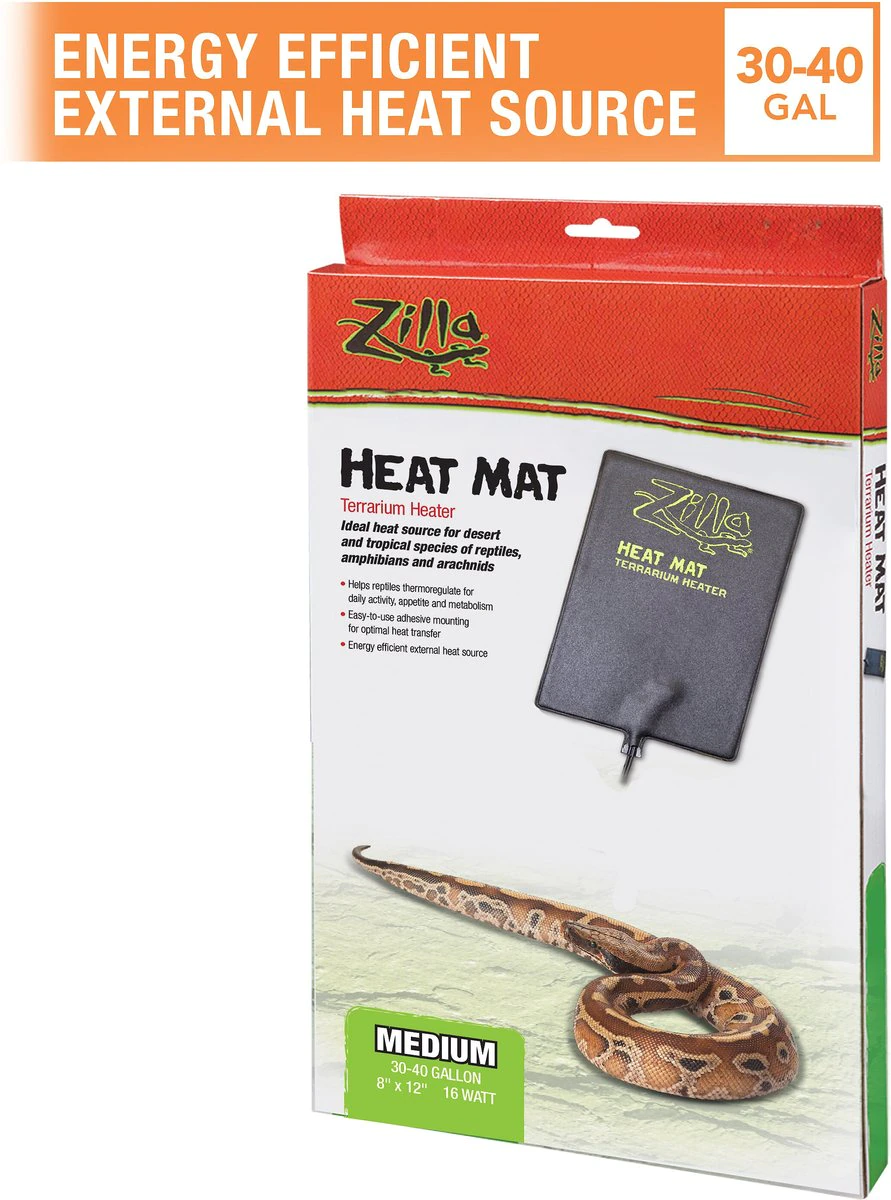 ENERGY EFFICIENT
EXTERNAL HEAT SOURCE
30-40
GAL
Zilla
HEAT MAT
Terrarium Heater
Ideal heat source for desert
and tropical species of reptiles,
amphibians and arachnids
• Helps reptiles thermoregulate for
daily activity, appetite and metabolism
• Easy-to-use adhesive mounting
for optimal heat transfer
• Energy efficient external heat source
Zilla
HEAT MAT
TERRARIUM HEATER
MEDIUM
30-40 GALLON
8" x 12" 16 WATT
Zilla
HEAT MAT
Terrarium Heater